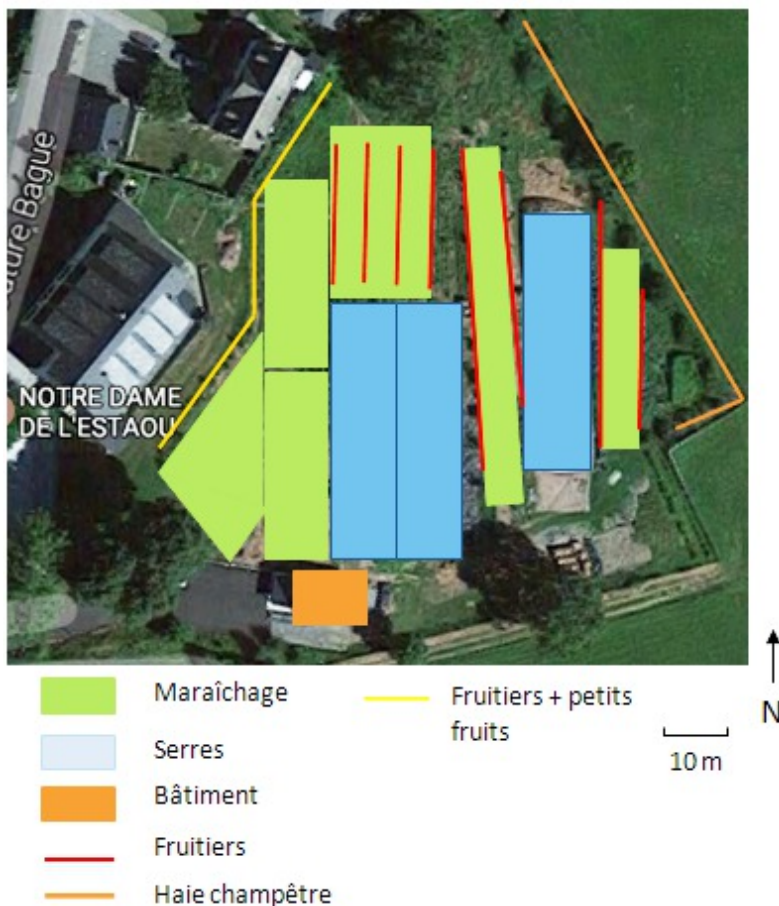 ature Bague
NOTRE DAME
DE L'ESTAOU
Maraîchage
Fruitiers + petits
fruits
N
Serres
10 m
Bâtiment
Fruitiers
Haie champêtre